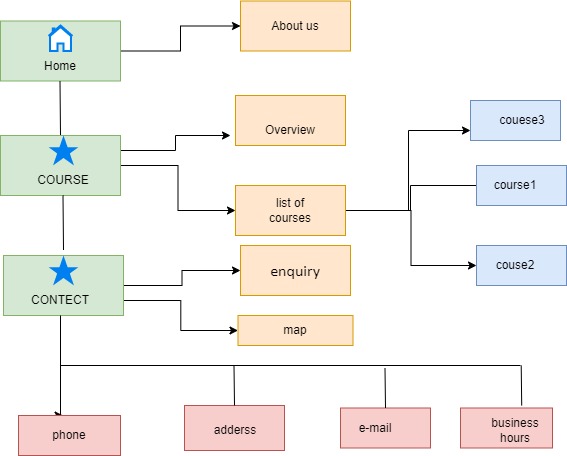 About us
Home
Overview
COURSE
list of
courses
couese3
course1
couse2
enquiry
CONTECT
map
phone
adderss
e-mail
business
hours